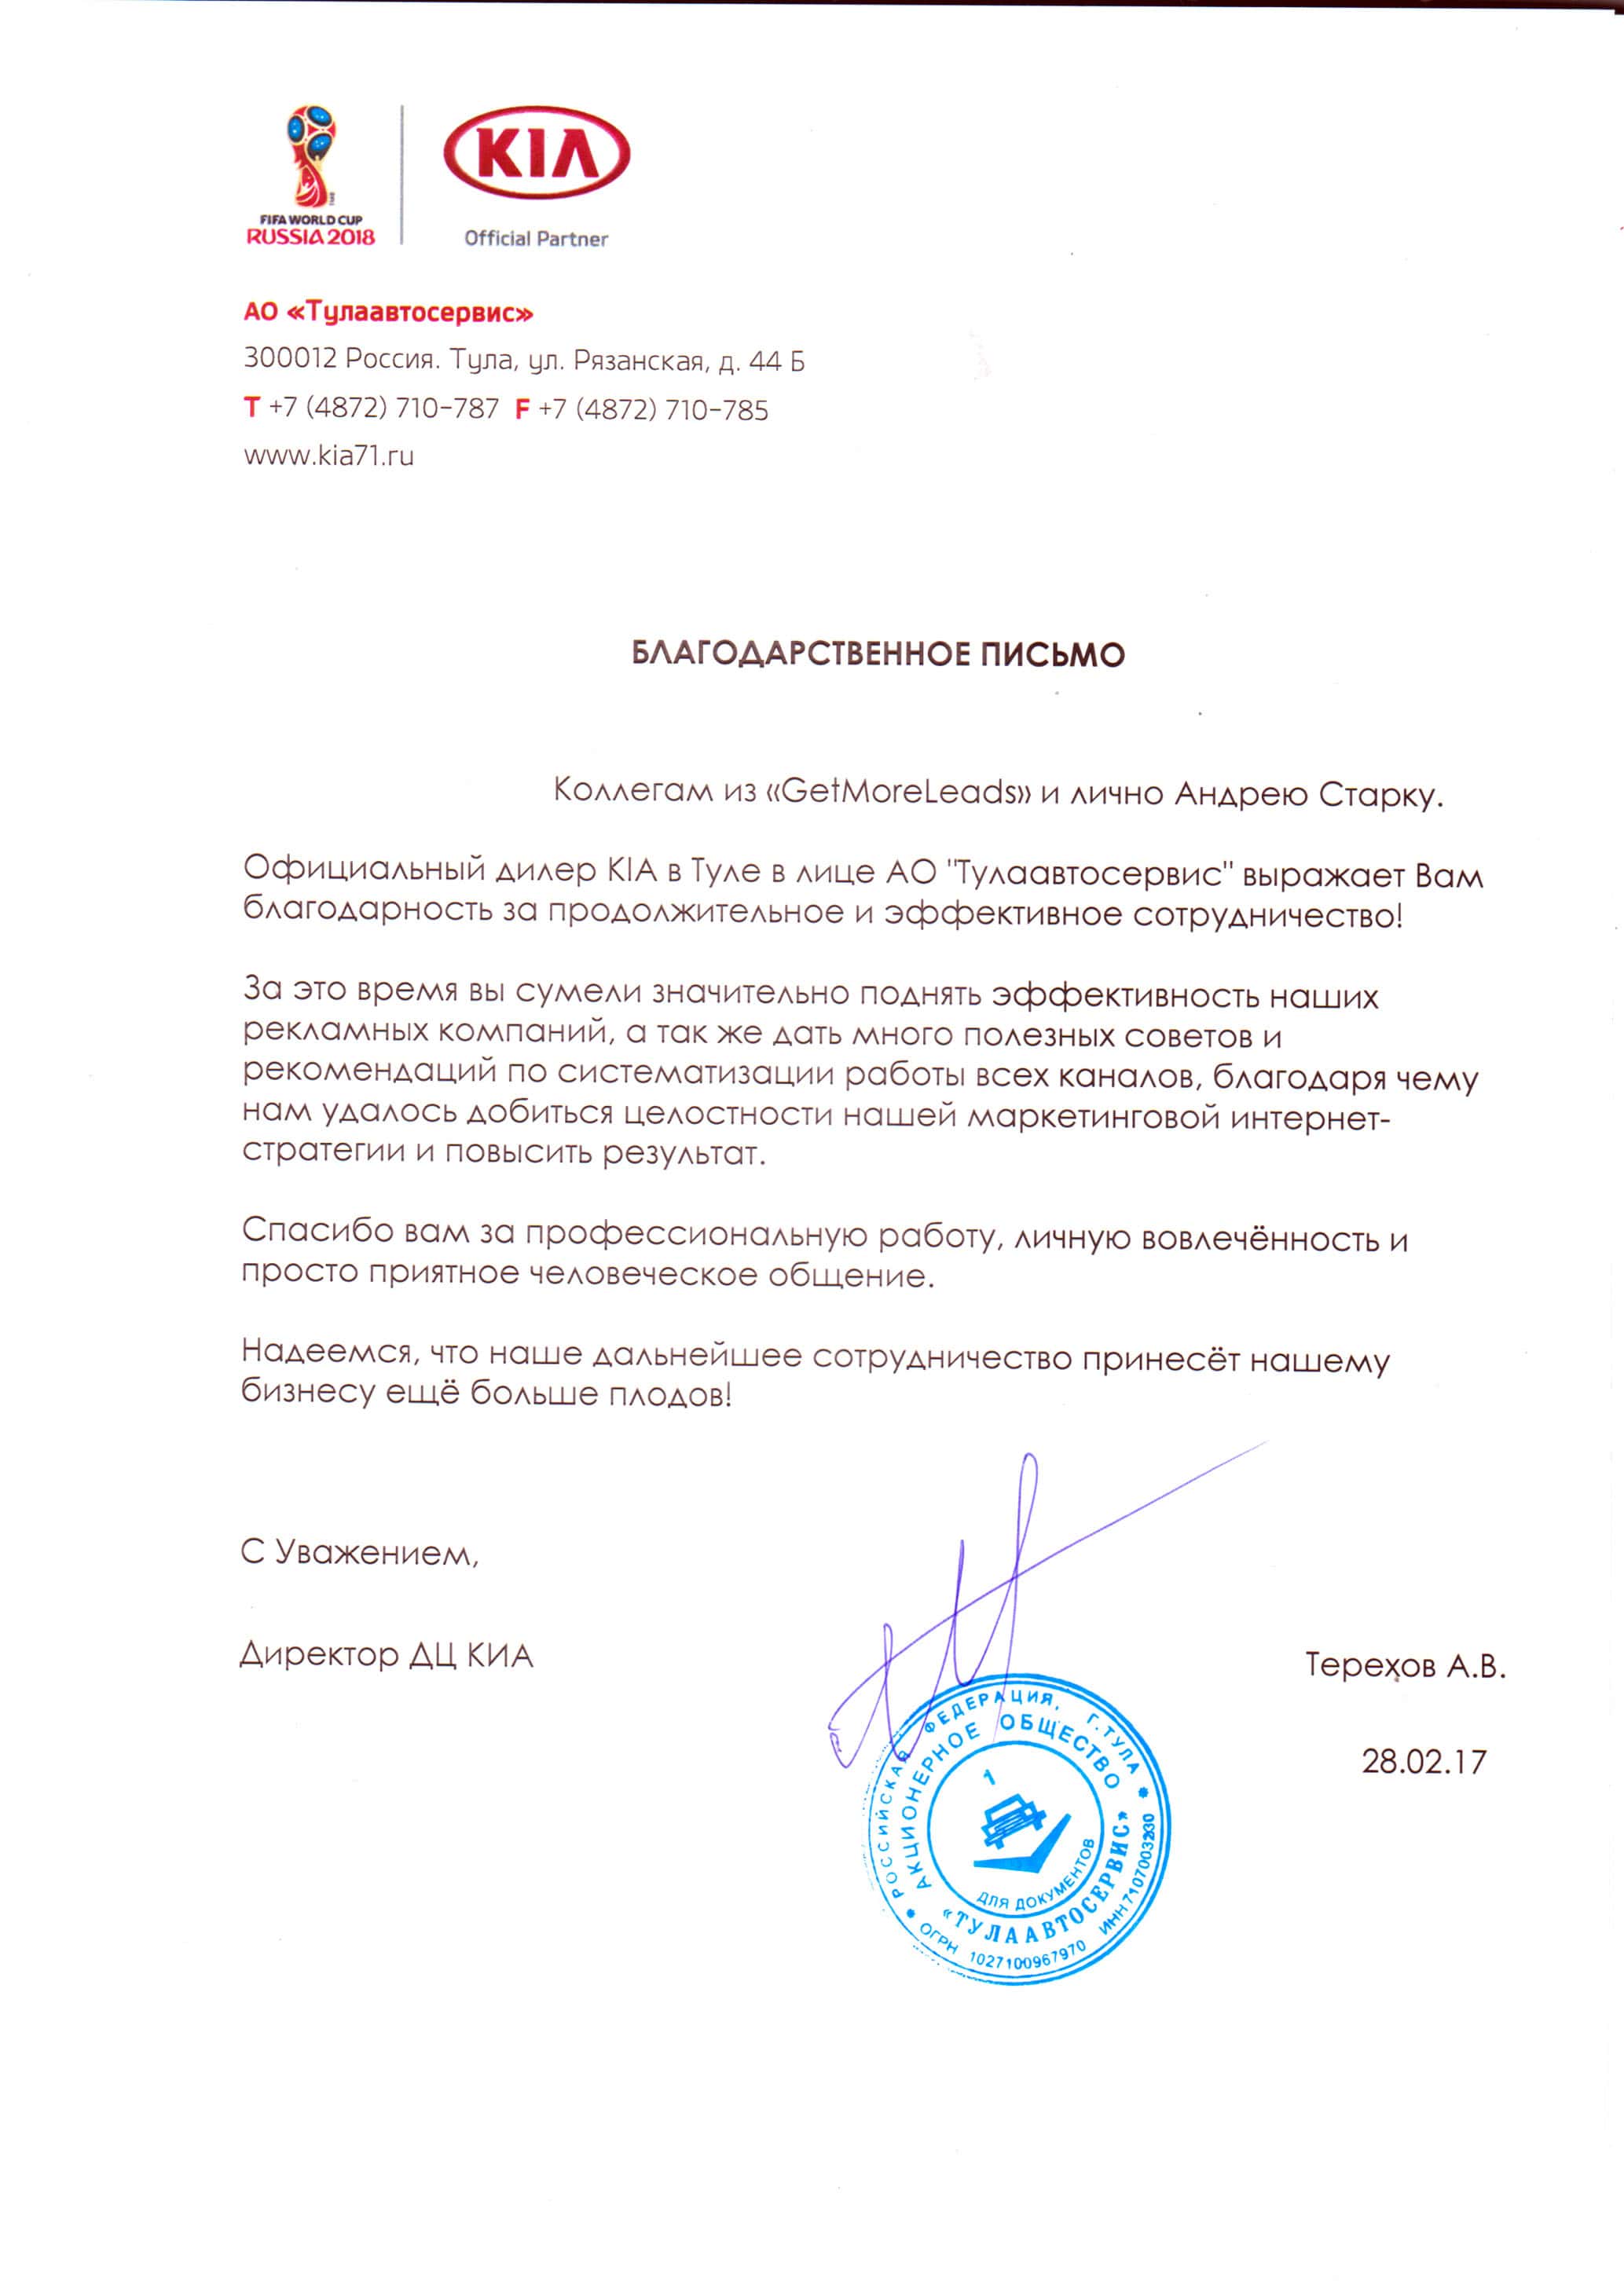 FIFA WORLD CUP
RUSSIA 2018
KIA
Official Partner
АО «Тулаавтосервис»
300012 Россия. Тула, ул. Рязанская, д. 44 Б
T +7 (4872) 710-787 F +7 (4872) 710-785
www.kia71.ru
БЛАГОДАРСТВЕННОЕ ПИСЬМО
Коллегам из «GetMoreLeads» и лично Андрею Старку.
Официальный дилер KIA в Туле в лице АО "Тулаавтосервис" выражает Вам
благодарность за продолжительное и эффективное сотрудничество!
За это время вы сумели значительно поднять эффективность наших
рекламных компаний, а так же дать много полезных советов и
рекомендаций по систематизации работы всех каналов, благодаря чему
нам удалось добиться целостности нашей маркетинговой интернет-
стратегии и повысить результат.
Спасибо вам за профессиональную работу, личную вовлечённость и
просто приятное человеческое общение.
Надеемся, что наше дальнейшее сотрудничество принесёт нашему
бизнесу ещё больше плодов!
С Уважением,
Директор ДЦ КИА
Терехов А.В.
28.02.17
РОССИЙСКАЯ ФЕДЕРАЦИЯ, Г.ТУЛА
АКЦИОНЕРНОЕ ОБЩЕСТВО
«ТУЛААВТОСЕРВИС»
1
ДЛЯ ДОКУМЕНТОВ
ОГРН 1027100967970 ИНН 7107003230